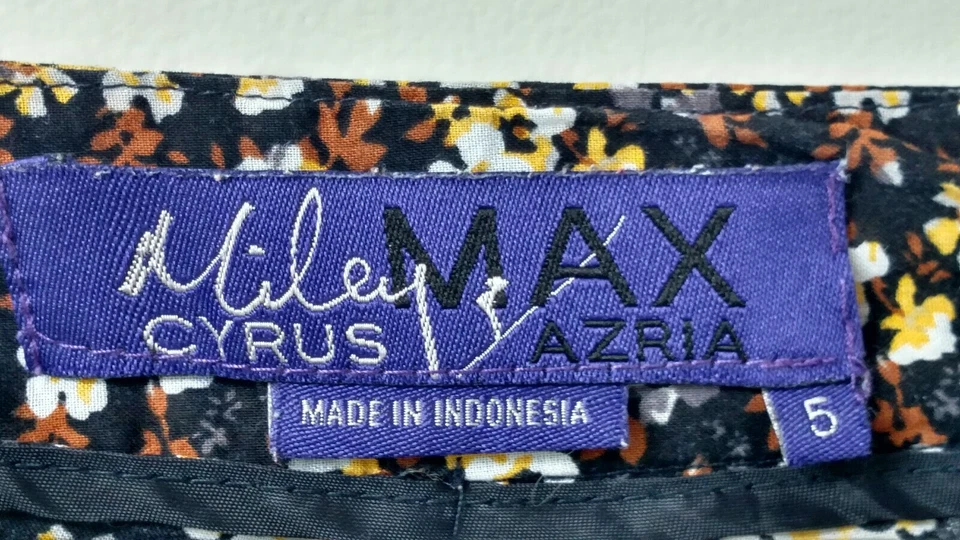 Miley MAX
CYRUS & AZRIA
MADE IN INDONESIA
5